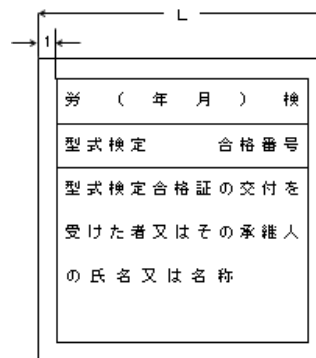 L
1
労（年月）検
型式検定　合格番号
型式検定合格証の交付を
受けた者又はその承継人
の氏名又は名称